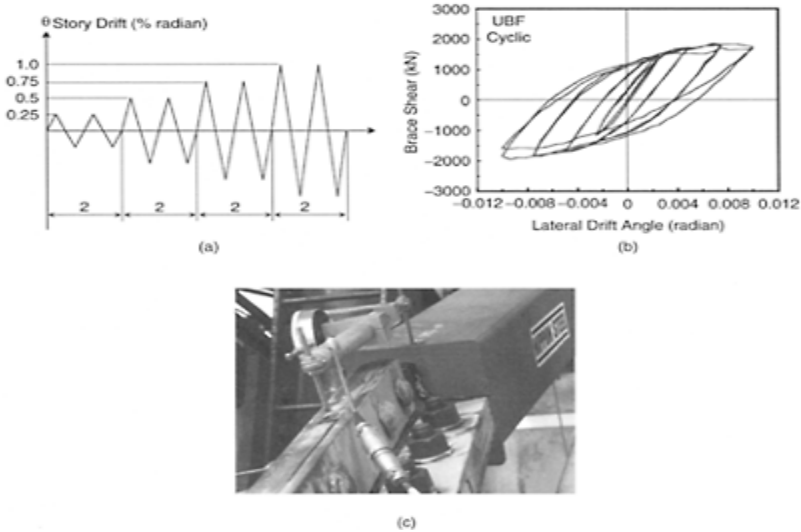 θ Story Drift (% radian)
1.0
0.75
0.5
0.25
2 2 2 2
(a)
UBF
Cyclic
Brace Shear (kN)
3000
2000
1000
0
−1000
−2000
−3000
−0.012 −0.008 −0.004 0 0.004 0.008 0.012
Lateral Drift Angle (radian)
(b)
(c)